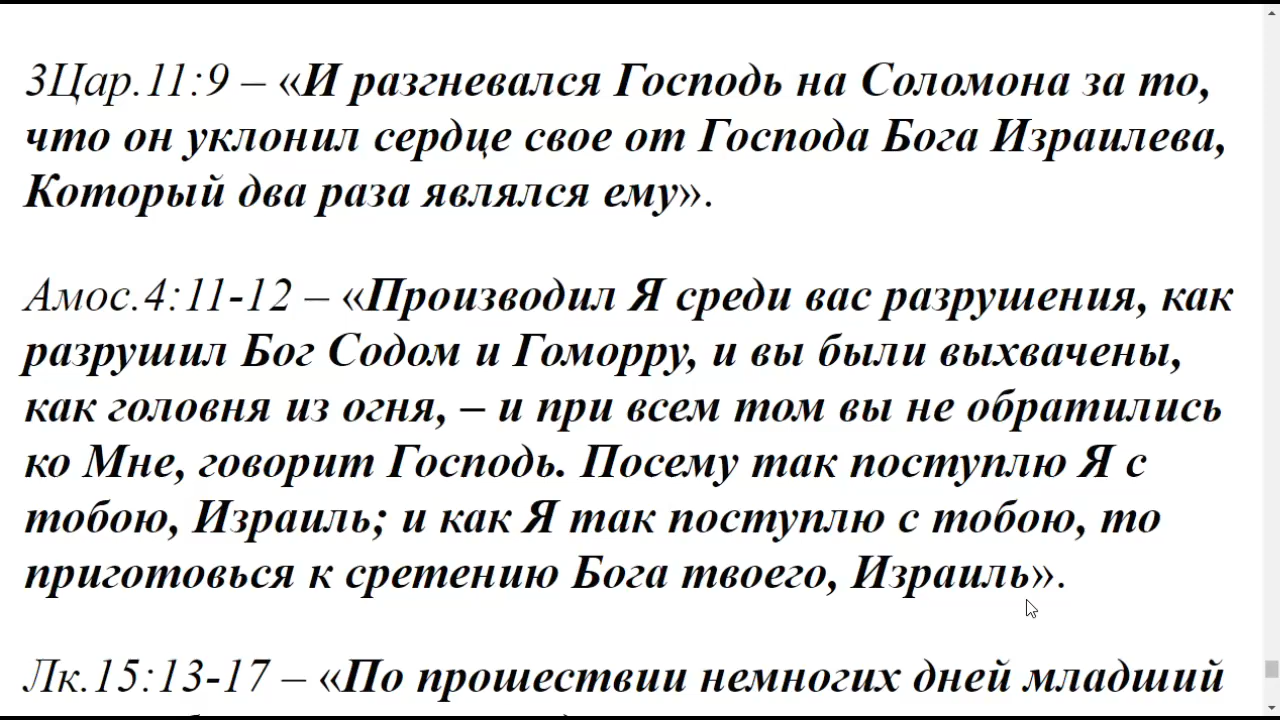 3Цар.11:9 – «И разгневался Господь на Соломона за то,
что он уклонил сердце свое от Господа Бога Израилева,
Который два раза являлся ему».
Амос.4:11-12 – «Производил Я среди вас разрушения, как
разрушил Бог Содом и Гоморру, и вы были выхвачены,
как головня из огня, – и при всем том вы не обратились
ко Мне, говорит Господь. Посему так поступлю Я с
тобою, Израиль; и как Я так поступлю с тобою, то
приготовься к сретению Бога твоего, Израиль».
Лк.15:13-17 – «По прошествии немногих дней младший